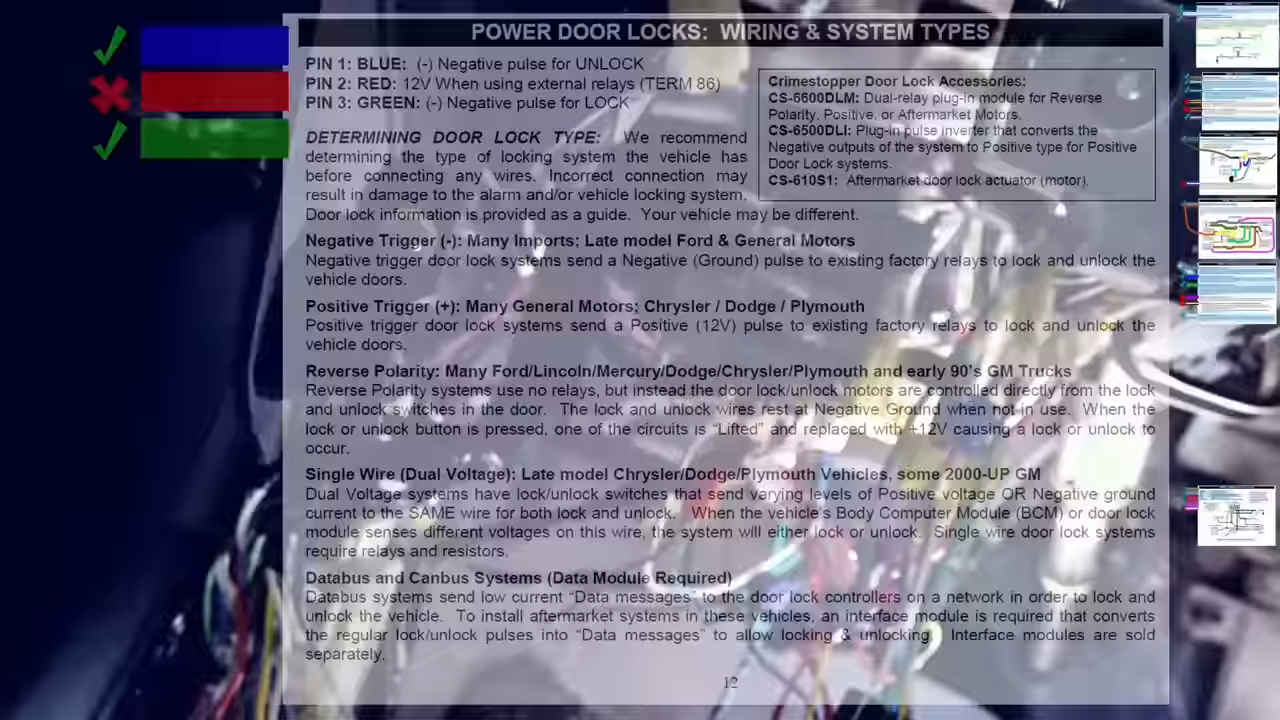 POWER DOOR LOCKS: WIRING & SYSTEM TYPES
PIN 1: BLUE: (-) Negative pulse for UNLOCK
PIN 2: RED: 12V When using external relays (TERM 86)
PIN 3: GREEN: (-) Negative pulse for LOCK
Crimestopper Door Lock Accessories:
CS-6600DLM: Dual-relay plug-in module for Reverse
Polarity, Positive, or Aftermarket Motors.
CS-6500DLI: Plug-in pulse inverter that converts the
Negative outputs of the system to Positive type for Positive
Door Lock systems.
CS-610S1: Aftermarket door lock actuator (motor).
DETERMINING DOOR LOCK TYPE: We recommend
determining the type of locking system the vehicle has
before connecting any wires. Incorrect connection may
result in damage to the alarm and/or vehicle locking system.
Door lock information is provided as a guide. Your vehicle may be different.
Negative Trigger (-): Many Imports; Late model Ford & General Motors
Negative trigger door lock systems send a Negative (Ground) pulse to existing factory relays to lock and unlock the
vehicle doors.
Positive Trigger (+): Many General Motors; Chrysler / Dodge / Plymouth
Positive trigger door lock systems send a Positive (12V) pulse to existing factory relays to lock and unlock the
vehicle doors.
Reverse Polarity: Many Ford/Lincoln/Mercury/Dodge/Chrysler/Plymouth and early 90's GM Trucks
Reverse Polarity systems use no relays, but instead the door lock/unlock motors are controlled directly from the lock
and unlock switches in the door. The lock and unlock wires rest at Negative Ground when not in use. When the
lock or unlock button is pressed, one of the circuits is “Lifted” and replaced with +12V causing a lock or unlock to
occur.
Single Wire (Dual Voltage): Late model Chrysler/Dodge/Plymouth Vehicles, some 2000-UP GM
Dual Voltage systems have lock/unlock switches that send varying levels of Positive voltage OR Negative ground
current to the SAME wire for both lock and unlock. When the vehicle's Body Computer Module (BCM) or door lock
module senses different voltages on this wire, the system will either lock or unlock. Single wire door lock systems
require relays and resistors.
Databus and Canbus Systems (Data Module Required)
Databus systems send low current “Data messages” to the door lock controllers on a network in order to lock and
unlock the vehicle. To install aftermarket systems in these vehicles, an interface module is required that converts
the regular lock/unlock pulses into “Data messages” to allow locking & unlocking. Interface modules are sold
separately.
12